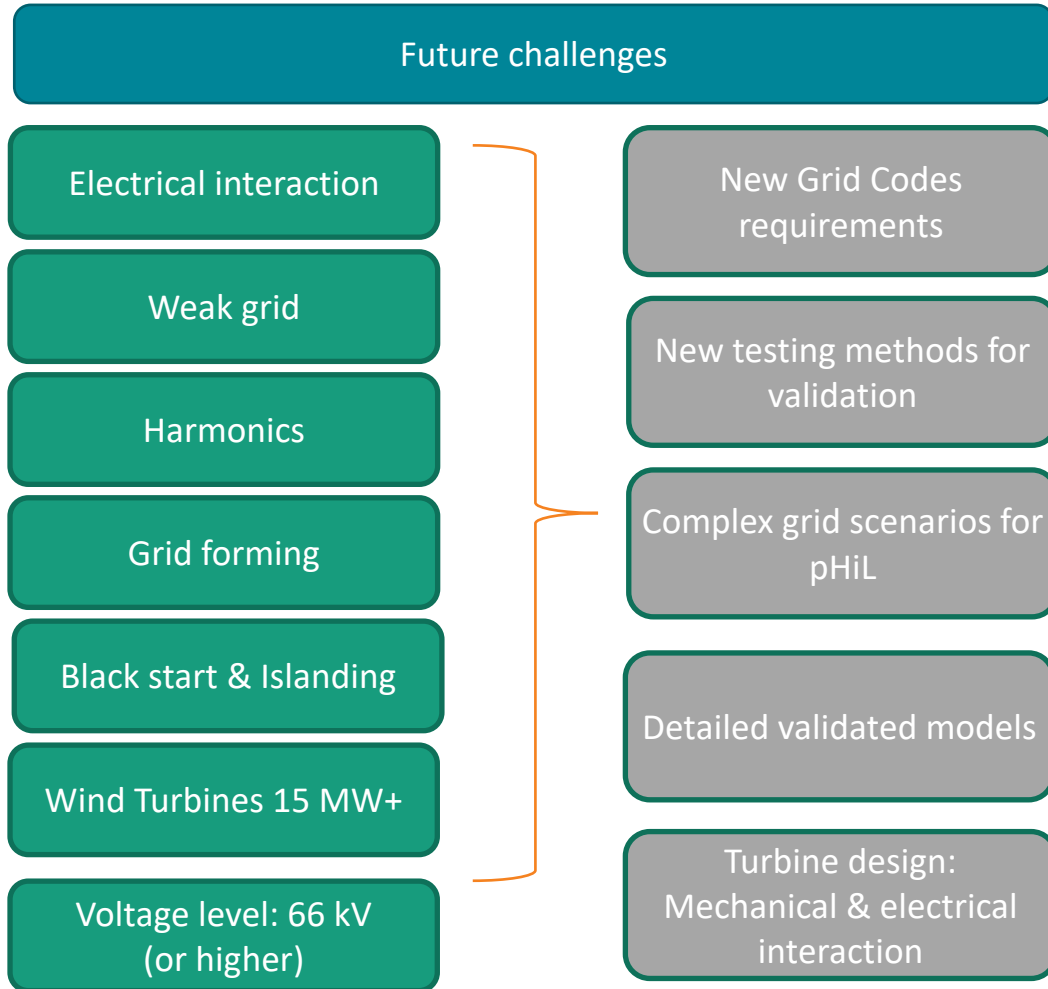 Future challenges
Electrical interaction
Weak grid
Harmonics
Grid forming
Black start & Islanding
Wind Turbines 15 MW+
Voltage level: 66 kV
(or higher)
New Grid Codes
requirements
New testing methods for
validation
Complex grid scenarios for
pHiL
Detailed validated models
Turbine design:
Mechanical & electrical
interaction